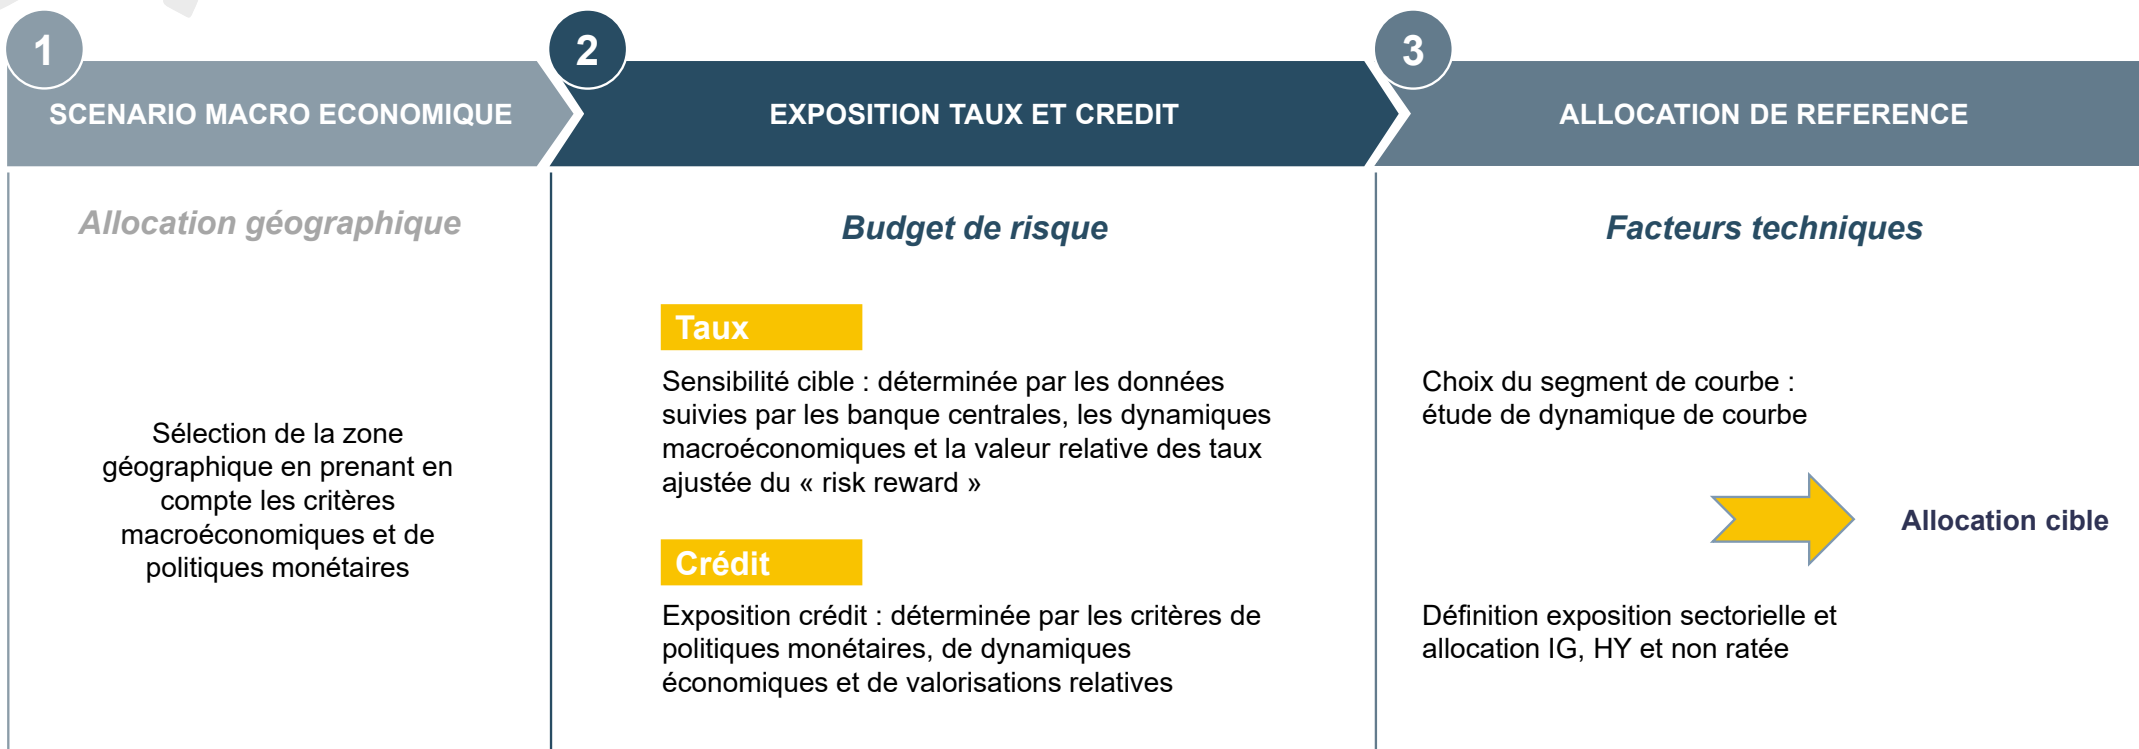 1
SCENARIO MACRO ECONOMIQUE
Allocation géographique
Sélection de la zone
géographique en prenant en
compte les critères
macroéconomiques et de
politiques monétaires
2
EXPOSITION TAUX ET CREDIT
Budget de risque
Taux
Sensibilité cible : déterminée par les données
suivies par les banque centrales, les dynamiques
macroéconomiques et la valeur relative des taux
ajustée du « risk reward »
Crédit
Exposition crédit : déterminée par les critères de
politiques monétaires, de dynamiques
économiques et de valorisations relatives
3
ALLOCATION DE REFERENCE
Facteurs techniques
Choix du segment de courbe :
étude de dynamique de courbe
Allocation cible
Définition exposition sectorielle et
allocation IG, HY et non ratée